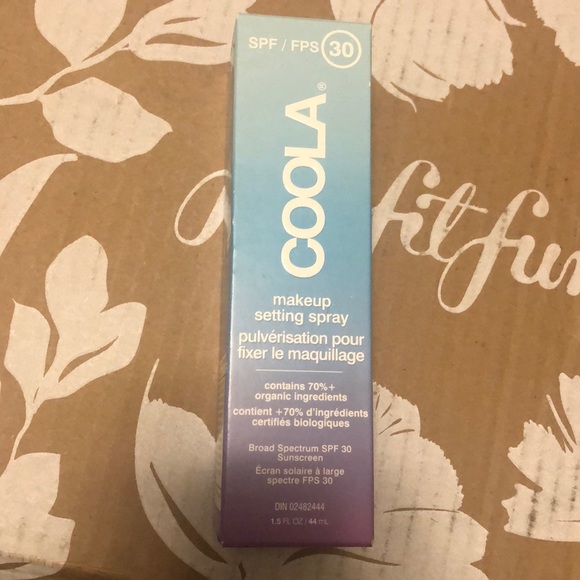 SPF / FPS 30
COOLA®
makeup
setting spray
pulvérisation pour
fixer le maquillage
contains 70%+
organic ingredients
contient +70% d'ingrédients
certifiés biologiques
Broad Spectrum SPF 30
Sunscreen
Écran solaire à large
spectre FPS 30
DIN 02482444
1.5 FL OZ / 44 mL
fitfun